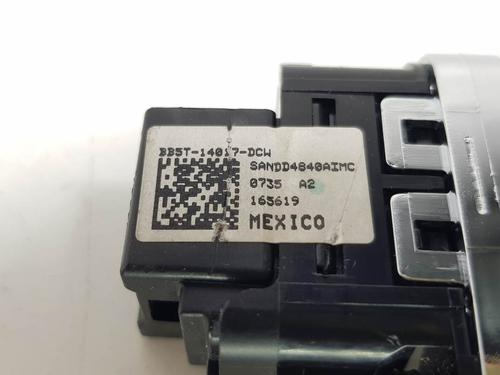 BB5T-14017-DCW
SANDD4840AIMC
0735 A2
165619
MEXICO